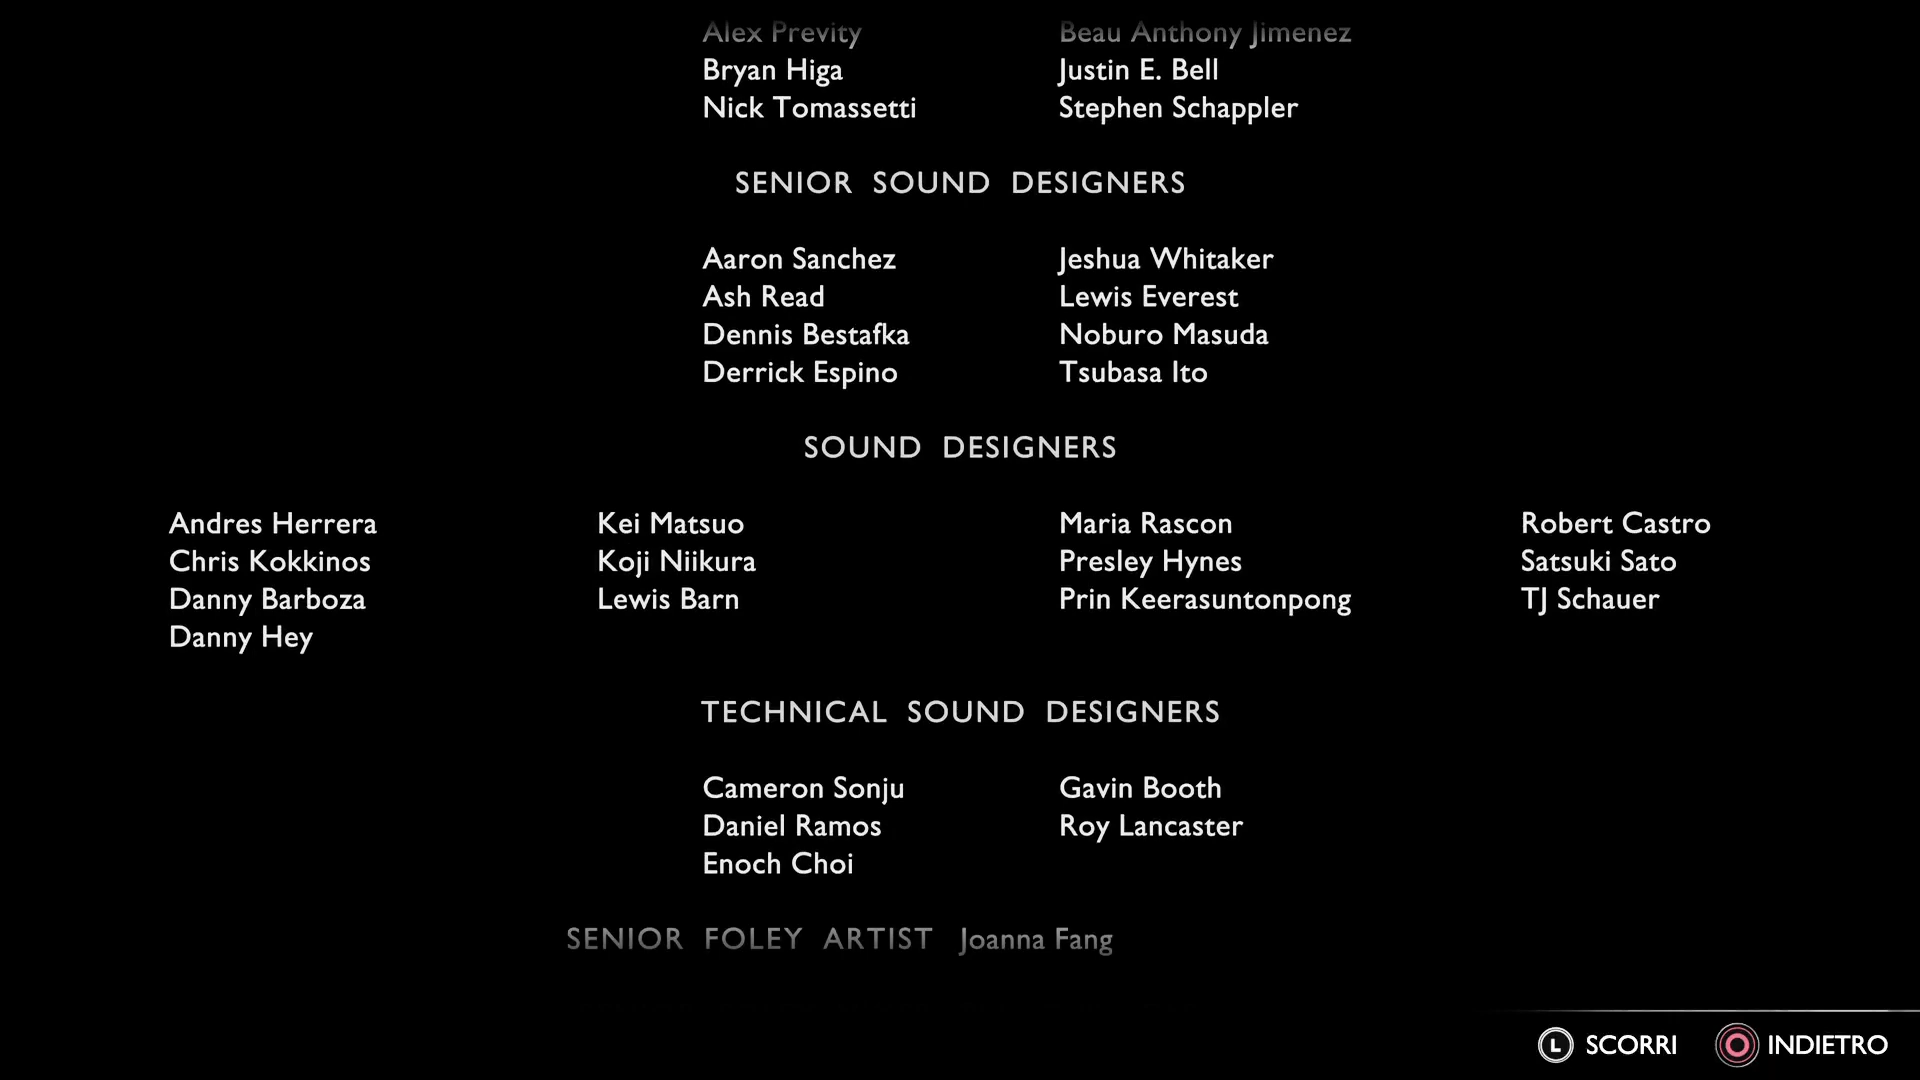 Alex Previty Beau Anthony Jimenez
Bryan Higa Justin E. Bell
Nick Tomassetti Stephen Schappler
SENIOR SOUND DESIGNERS
Aaron Sanchez Jeshua Whitaker
Ash Read Lewis Everest
Dennis Bestafka Noburo Masuda
Derrick Espino Tsubasa Ito
SOUND DESIGNERS
Andres Herrera Kei Matsuo Maria Rascon Robert Castro
Chris Kokkinos Koji Niikura Presley Hynes Satsuki Sato
Danny Barboza Lewis Barn Prin Keerasuntonpong TJ Schauer
Danny Hey
TECHNICAL SOUND DESIGNERS
Cameron Sonju Gavin Booth
Daniel Ramos Roy Lancaster
Enoch Choi
SENIOR FOLEY ARTIST Joanna Fang
L SCORRI INDIETRO